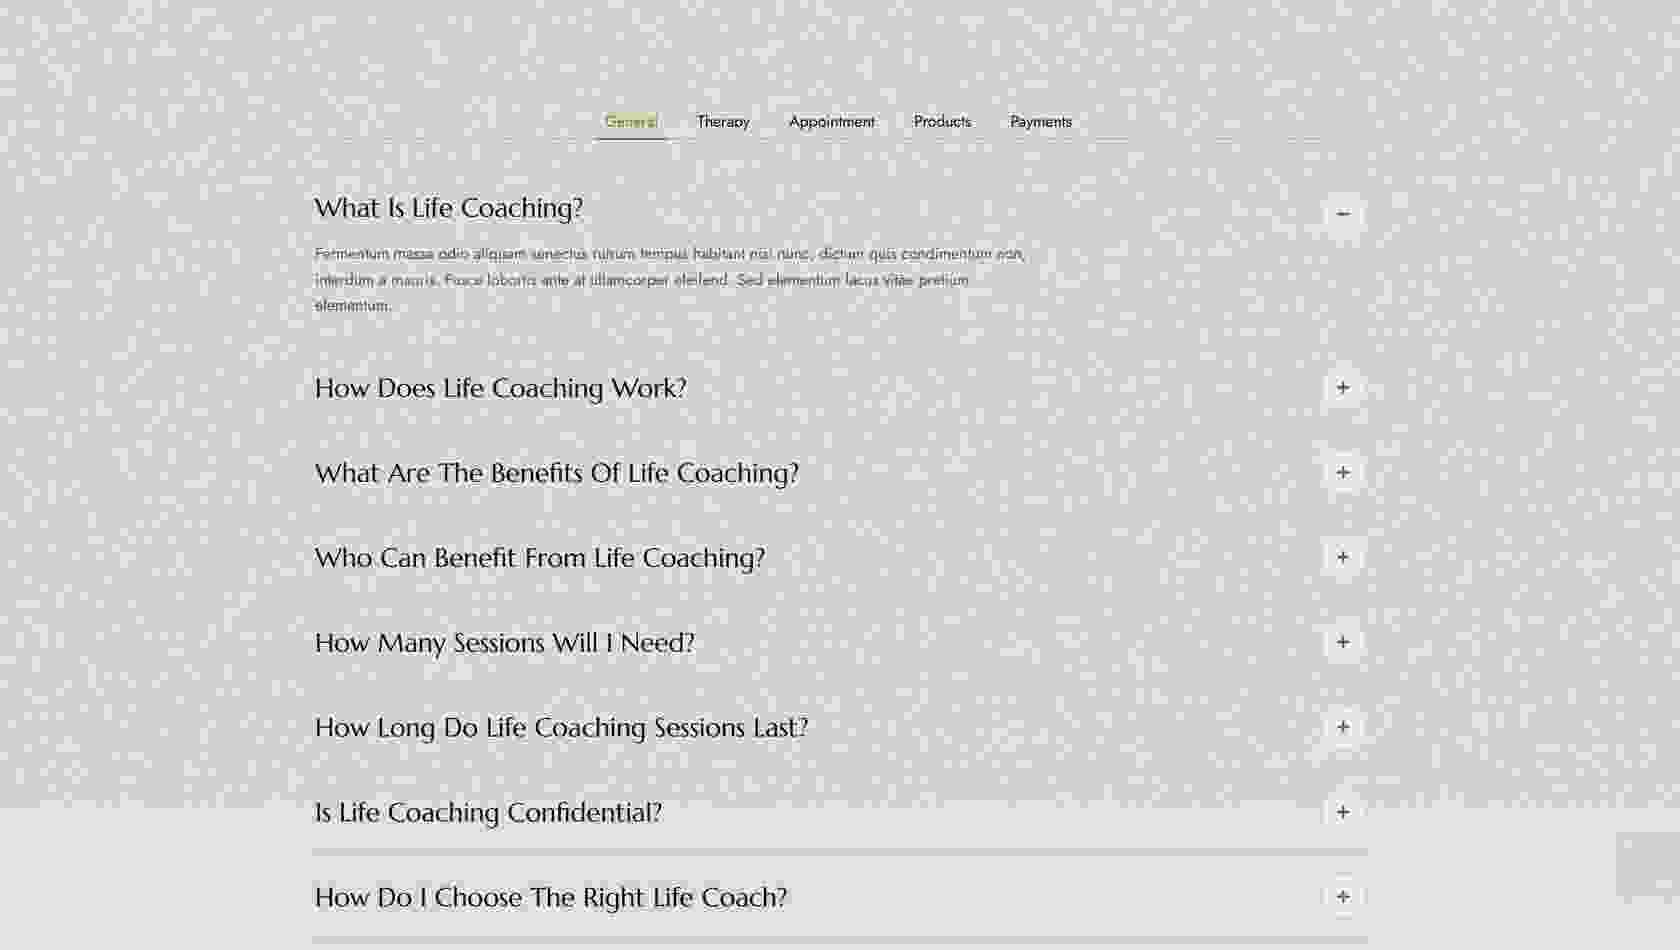 General Therapy Appointment Products Payments
What Is Life Coaching?
Fermentum massa odio aliquam senectus rutrum tempus habitant nisl nunc, dictum quis condimentum non,
interdum a mauris. Fusce lobortis ante at ullamcorper eleifend. Sed elementum lacus vitae pretium
elementum.
How Does Life Coaching Work?
What Are The Benefits Of Life Coaching?
Who Can Benefit From Life Coaching?
How Many Sessions Will I Need?
How Long Do Life Coaching Sessions Last?
Is Life Coaching Confidential?
How Do I Choose The Right Life Coach?